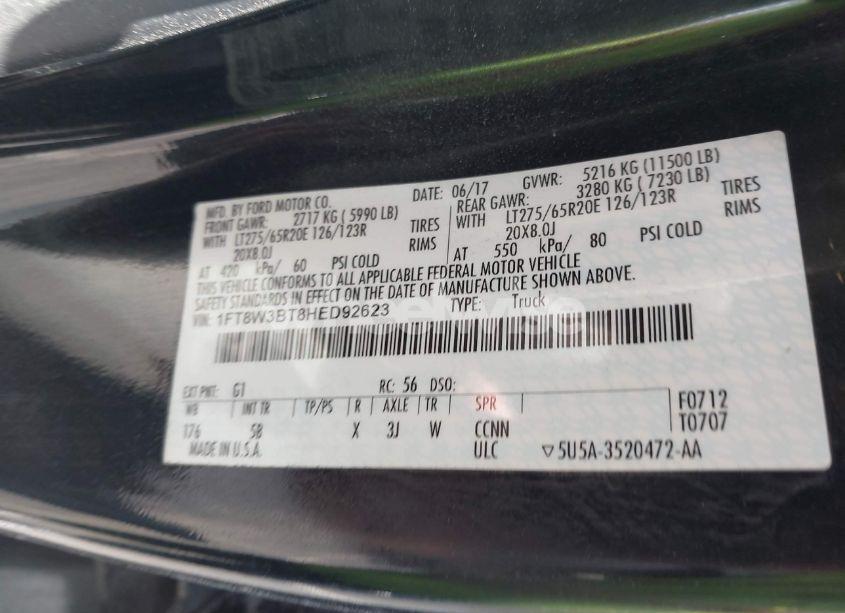 MFD. BY FORD MOTOR CO. DATE: 06/17 GVWR: 5216 KG (11500 LB)
FRONT GAWR: 2717 KG ( 5990 LB) REAR GAWR: 3280 KG ( 7230 LB)
WITH LT275/65R20E 126/123R TIRES WITH LT275/65R20E 126/123R TIRES
20X8.0J RIMS 20X8.0J RIMS
AT 420 kPa/ 60 PSI COLD AT 550 kPa/ 80 PSI COLD
THIS VEHICLE CONFORMS TO ALL APPLICABLE FEDERAL MOTOR VEHICLE
SAFETY STANDARDS IN EFFECT ON THE DATE OF MANUFACTURE SHOWN ABOVE.
VIN: 1FT8W3BT8HED92623 TYPE: Truck
EXT PNT: G1 RC: 56 DSO:
WB INT TR TP/PS R AXLE TR SPR F0712
176 5B X 3J W CCNN T0707
MADE IN U.S.A. ULC ▽5U5A-3520472-AA